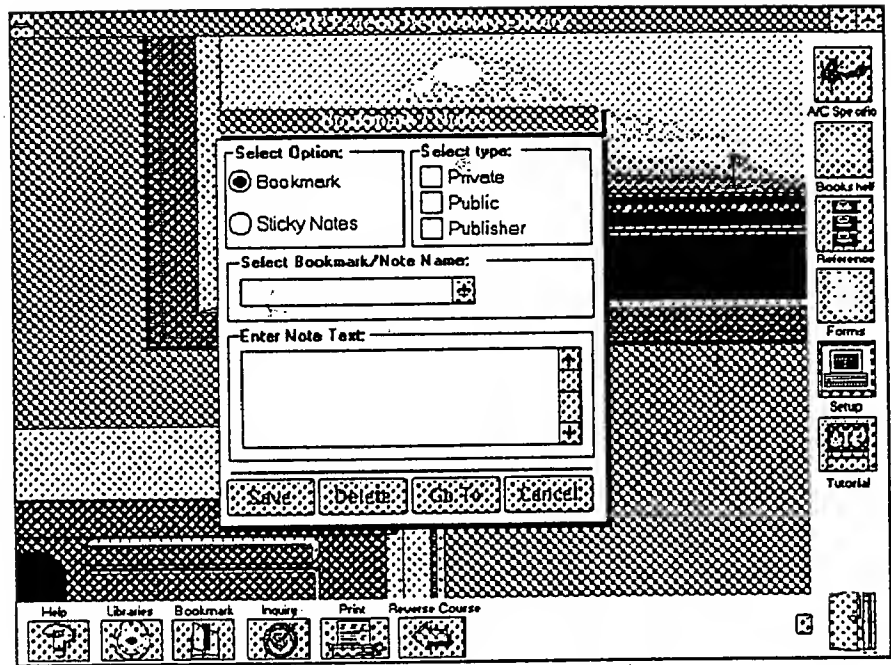 A/C Specific
Select Option:
Select type:
Bookmark
Private
Public
Sticky Notes
Publisher
Bookshelf
Select Bookmark/Note Name:
Reference
Enter Note Text:
Forms
Setup
Save Delete Go To Cancel
Tutorial
Help Libraries Bookmark Inquire Print Reverse Course